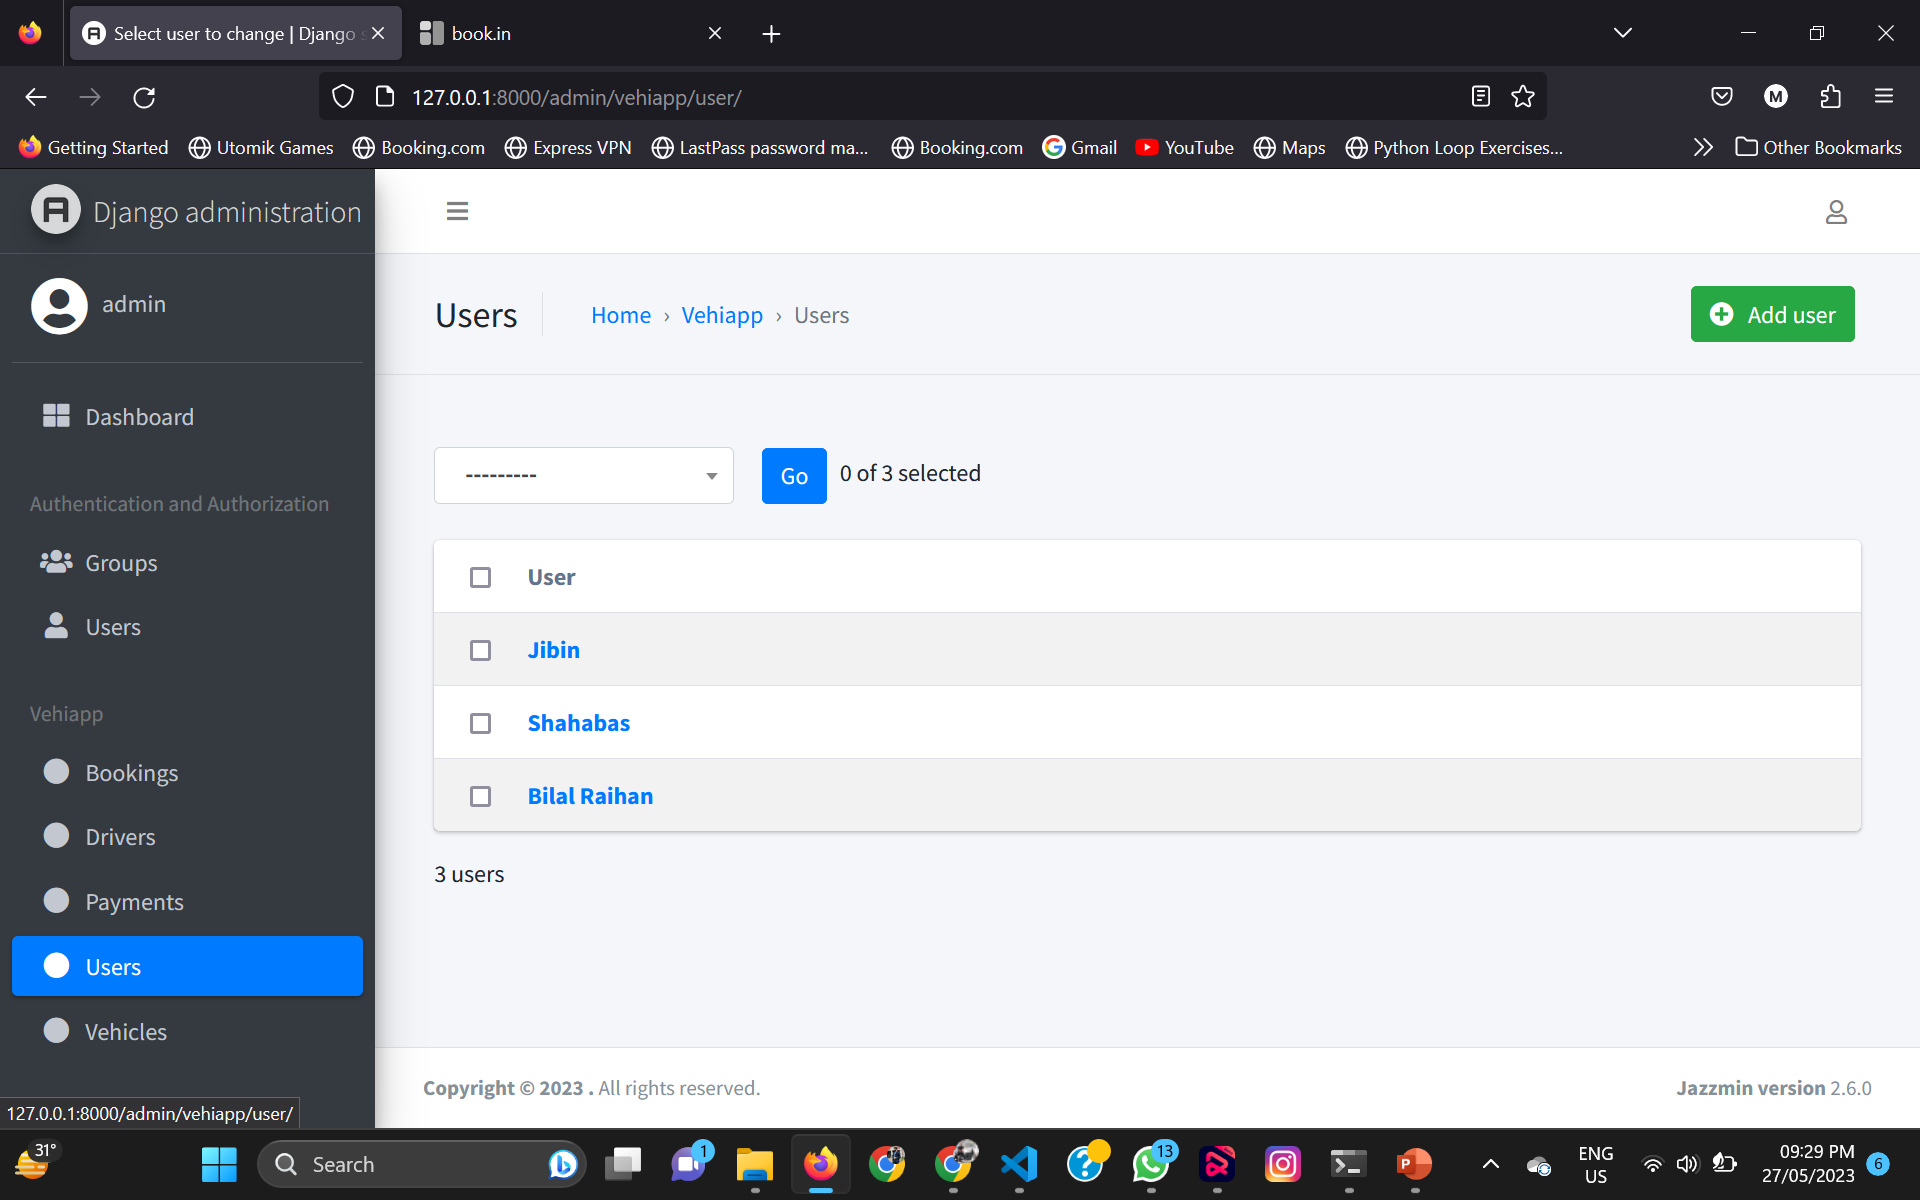 Select user to change | Django s
book.in
127.0.0.1:8000/admin/vehiapp/user/
M
Getting Started
Utomik Games
Booking.com
Express VPN
LastPass password ma...
Booking.com
Gmail
YouTube
Maps
Python Loop Exercises...
Other Bookmarks
Django administration
admin
Dashboard
Authentication and Authorization
Groups
Users
Vehiapp
Bookings
Drivers
Payments
Users
Vehicles
Users
Home › Vehiapp › Users
Add user
---------
Go
0 of 3 selected
User
Jibin
Shahabas
Bilal Raihan
3 users
Copyright © 2023 . All rights reserved.
Jazzmin version 2.6.0
127.0.0.1:8000/admin/vehiapp/user/
31°
Search
1
13
ENG
US
09:29 PM
27/05/2023
6